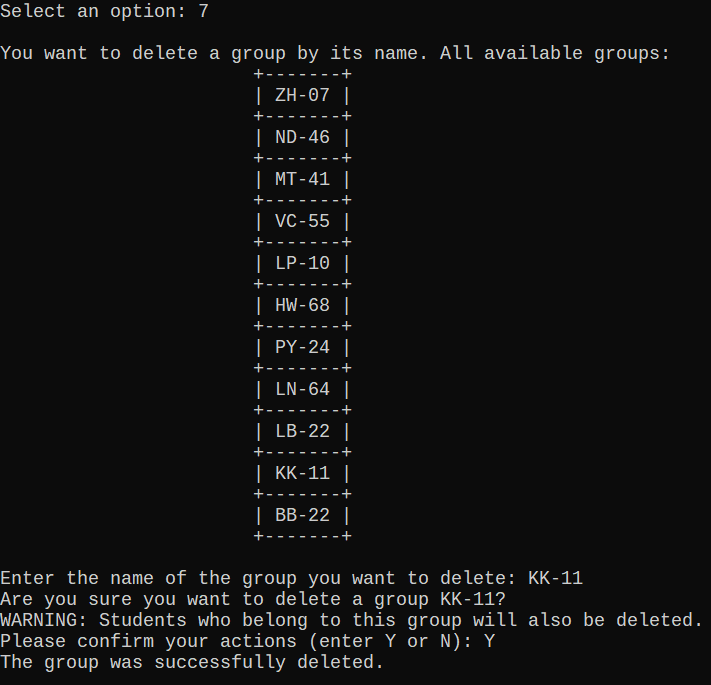 Select an option: 7
You want to delete a group by its name. All available groups:
+-------+
| ZH-07 |
+-------+
| ND-46 |
+-------+
| MT-41 |
+-------+
| VC-55 |
+-------+
| LP-10 |
+-------+
| HW-68 |
+-------+
| PY-24 |
+-------+
| LN-64 |
+-------+
| LB-22 |
+-------+
| KK-11 |
+-------+
| BB-22 |
+-------+
Enter the name of the group you want to delete: KK-11
Are you sure you want to delete a group KK-11?
WARNING: Students who belong to this group will also be deleted.
Please confirm your actions (enter Y or N): Y
The group was successfully deleted.